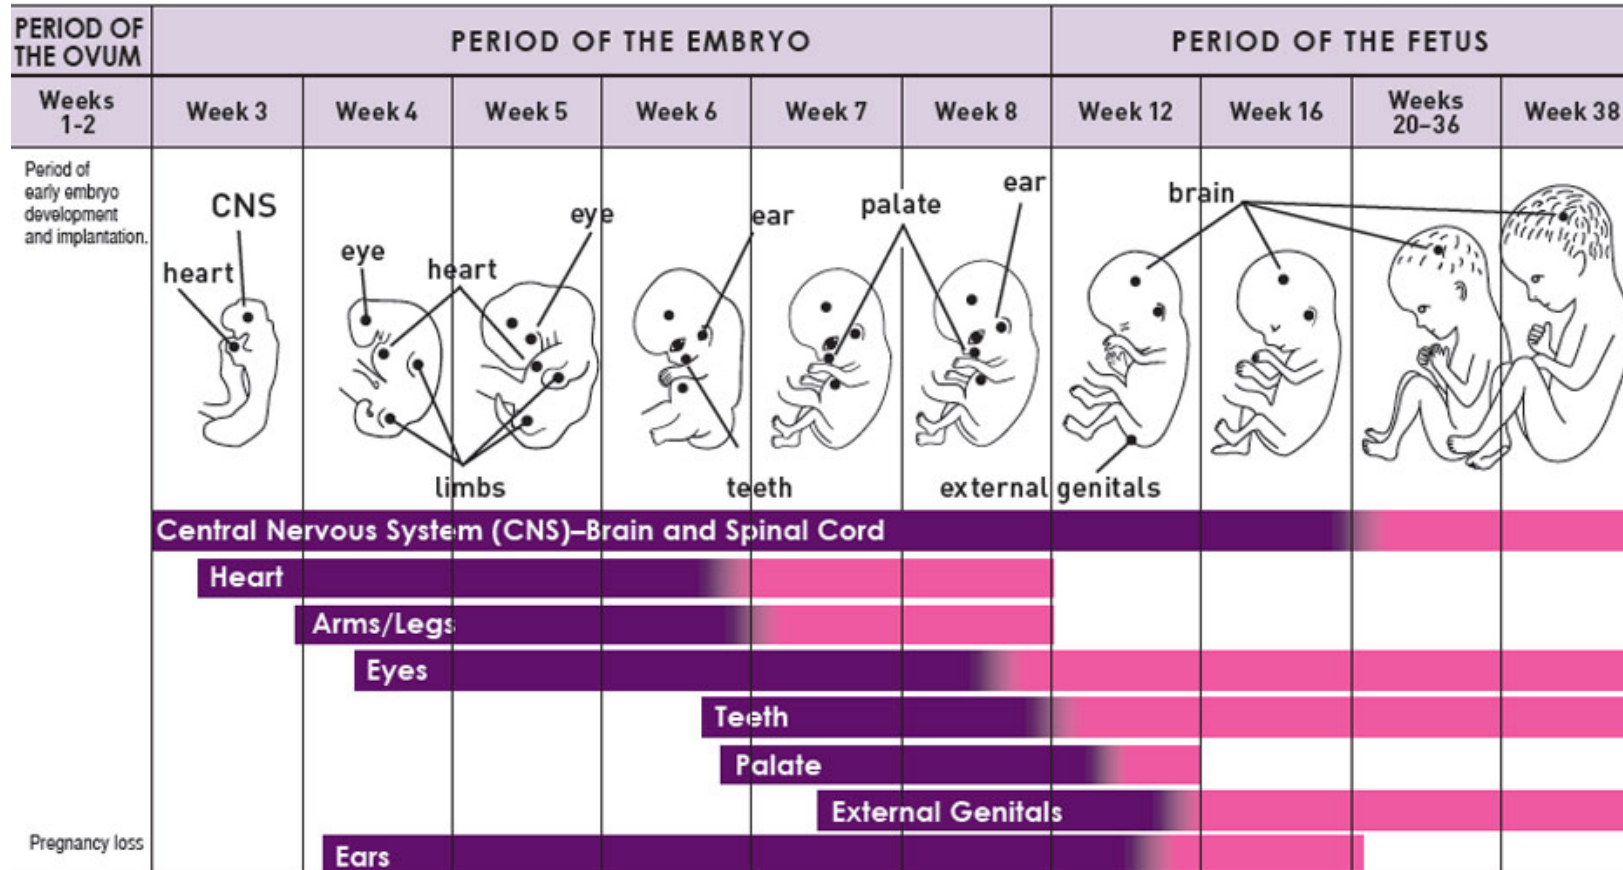 PERIOD OF
THE OVUM
PERIOD OF THE EMBRYO
PERIOD OF THE FETUS
Weeks
1-2
Week 3
Week 4
Week 5
Week 6
Week 7
Week 8
Week 12
Week 16
Weeks
20–36
Week 38
Period of
early embryo
development
and implantation.
CNS
heart
eye
heart
eye
ear
palate
ear
brain
limbs
teeth
external genitals
Central Nervous System (CNS)–Brain and Spinal Cord
Heart
Arms/Legs
Eyes
Teeth
Palate
External Genitals
Pregnancy loss
Ears